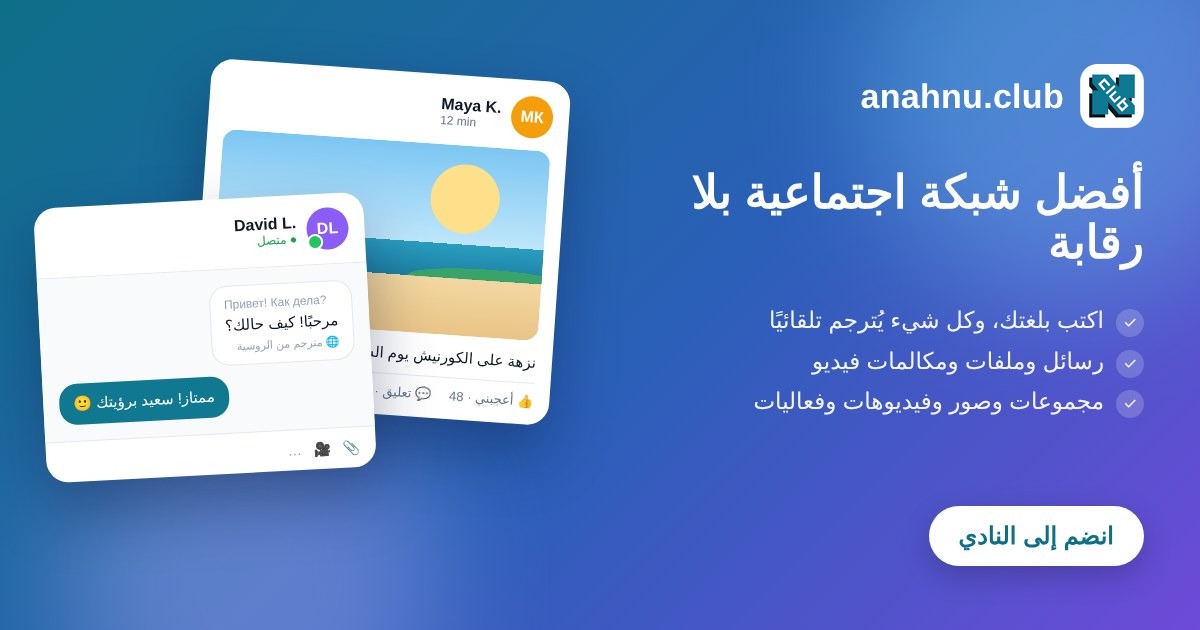 anahnu.club
N club
أفضل شبكة اجتماعية بلا
رقابة
اكتب بلغتك، وكل شيء يُترجم تلقائيًا
رسائل وملفات ومكالمات فيديو
مجموعات وصور وفيديوهات وفعاليات
انضم إلى النادي
MK
Maya K.
12 min
نزهة على الكورنيش يوم
👍 أعجبني · 48
💬 تعليق ·
DL
David L.
● متصل
Привет! Как дела?
مرحبًا! كيف حالك؟
🌐 مترجم من الروسية
ممتاز! سعيد برؤيتك 🙂
📎 🎥 …